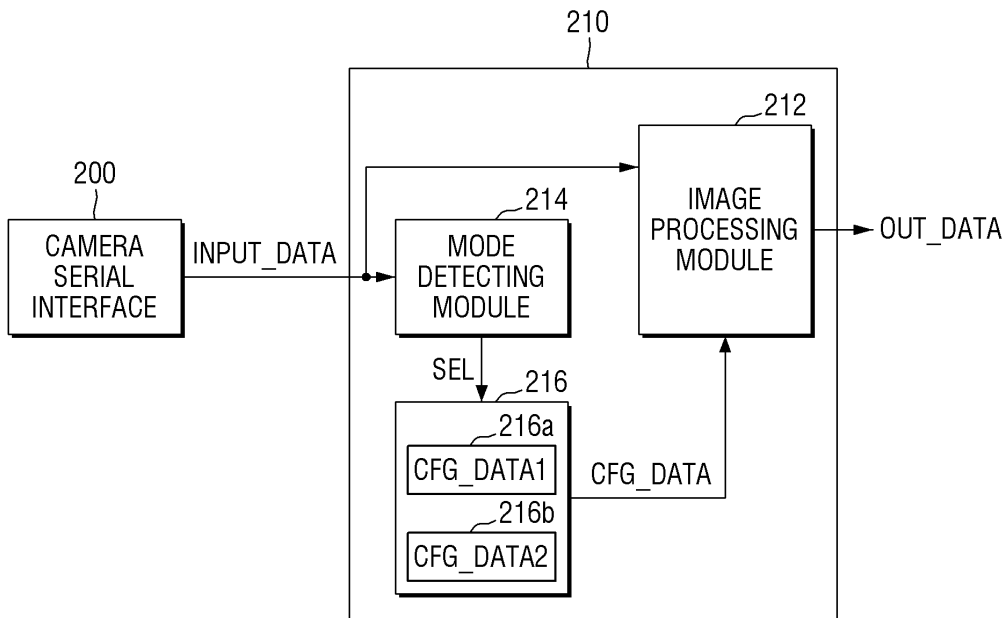 210
212
200
214
CAMERA
SERIAL
INTERFACE
INPUT_DATA
MODE
DETECTING
MODULE
IMAGE
PROCESSING
MODULE
OUT_DATA
SEL
216
216a
CFG_DATA1
CFG_DATA
216b
CFG_DATA2